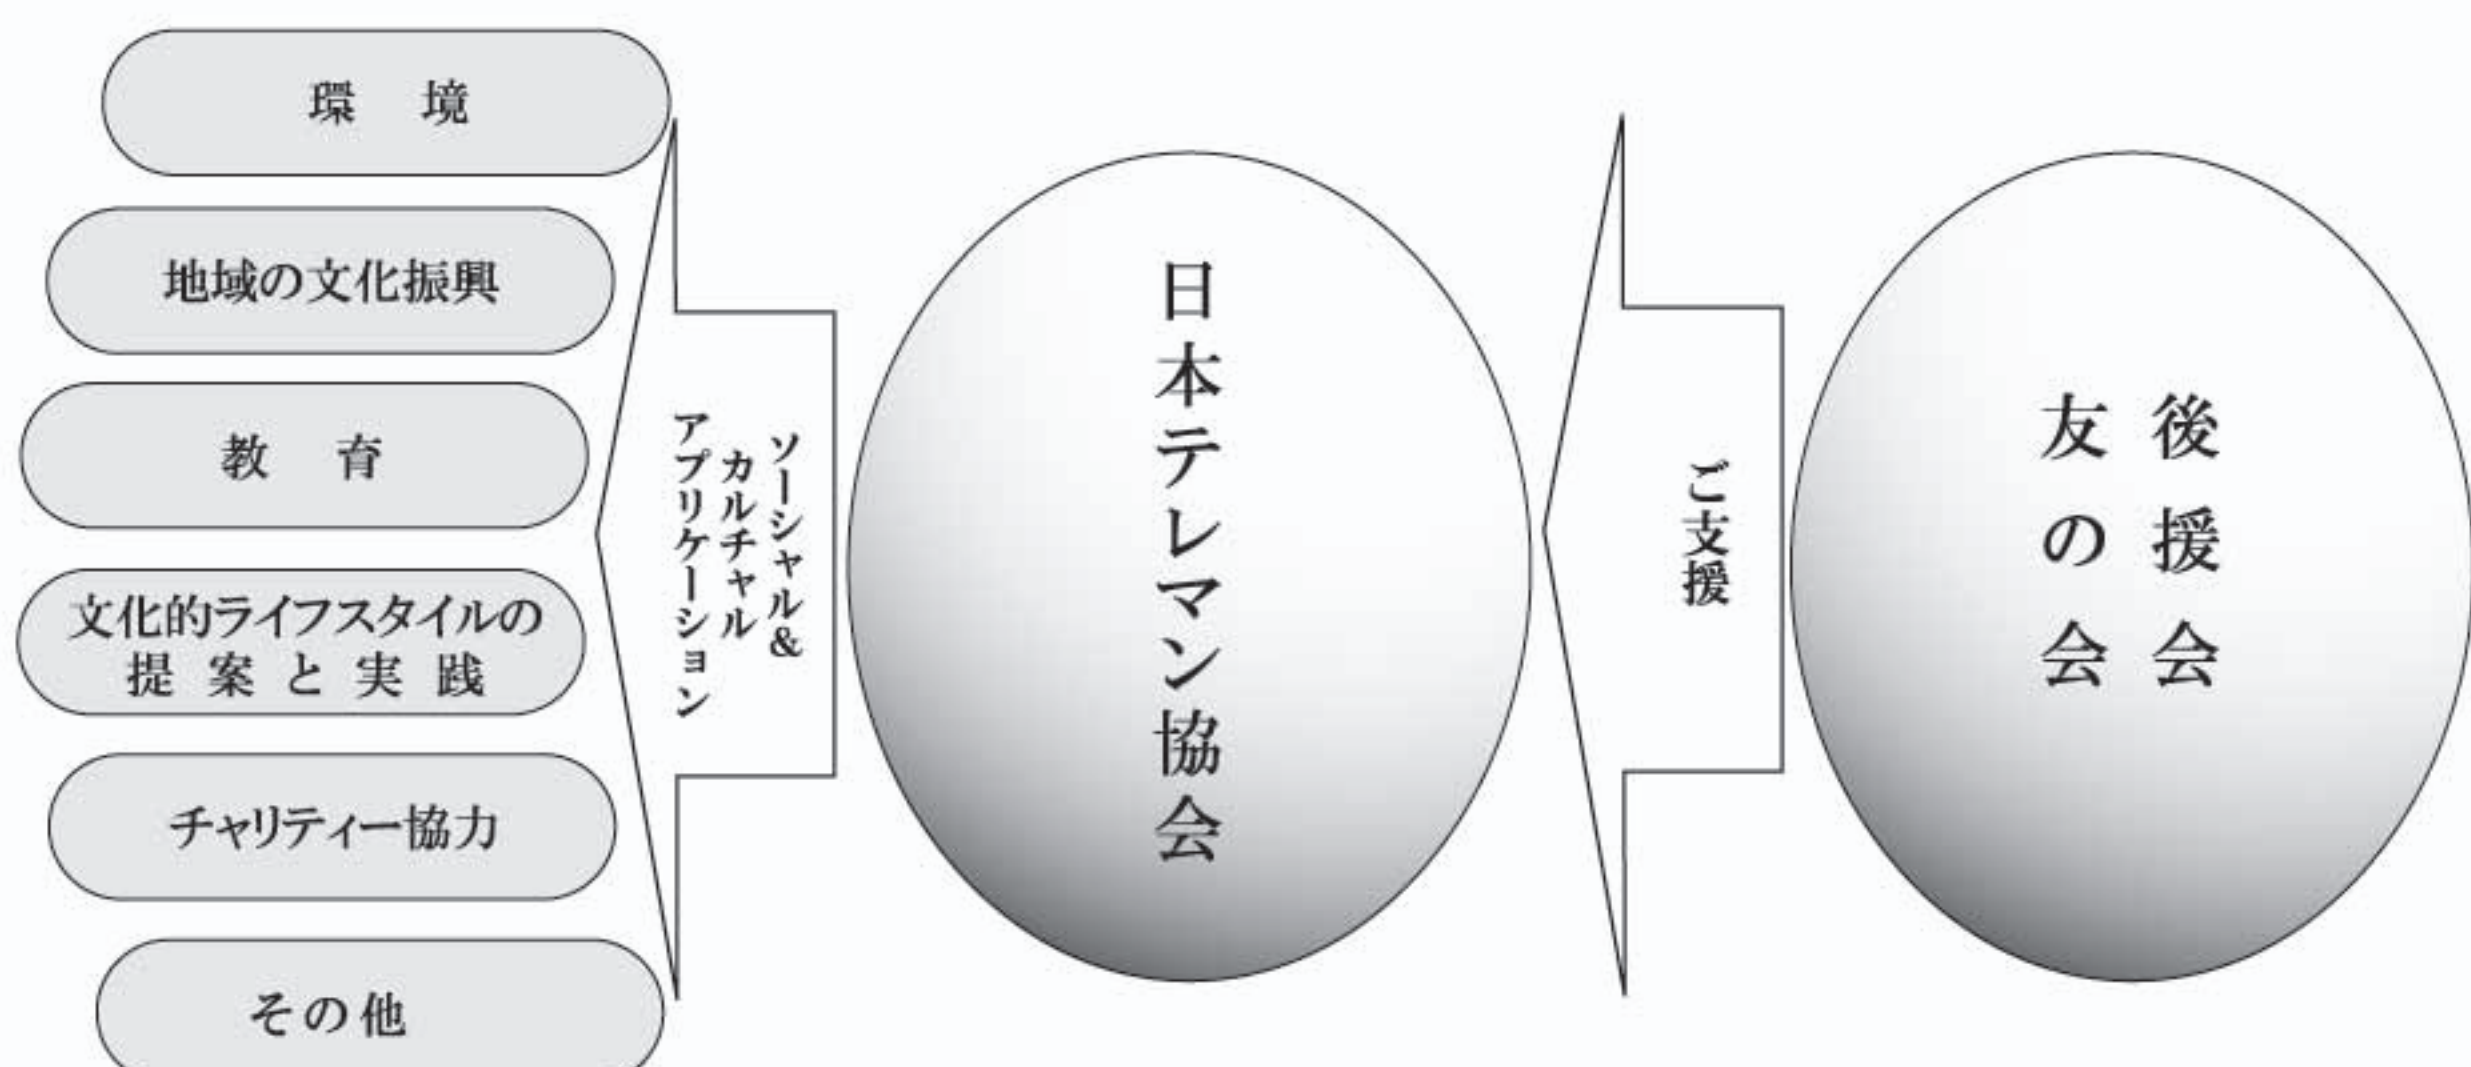 環 境
地域の文化振興
教 育
文化的ライフスタイルの
提案と実践
チャリティー協力
その他
ソーシャル&
カルチャル
アプリケーション
日本テレマン協会
ご支援
後援会
友の会